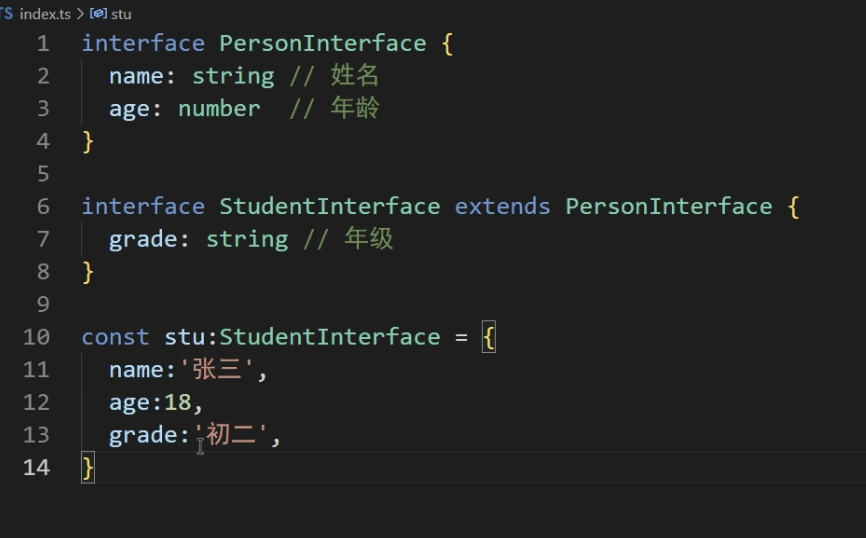 TS index.ts > stu
1 interface PersonInterface {
2   name: string // 姓名
3   age: number  // 年龄
4 }
5
6 interface StudentInterface extends PersonInterface {
7   grade: string // 年级
8 }
9
10 const stu:StudentInterface = {
11   name:'张三',
12   age:18,
13   grade:'初二',
14 }